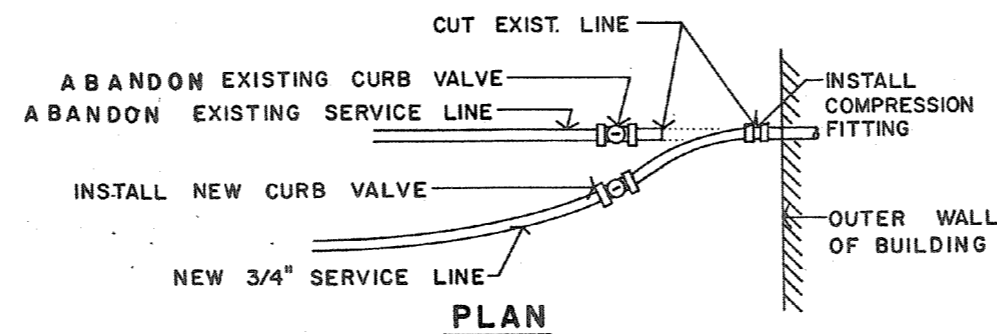 CUT EXIST. LINE
ABANDON EXISTING CURB VALVE
ABANDON EXISTING SERVICE LINE
INSTALL
COMPRESSION
FITTING
INSTALL NEW CURB VALVE
OUTER WALL
OF BUILDING
NEW 3/4" SERVICE LINE
PLAN